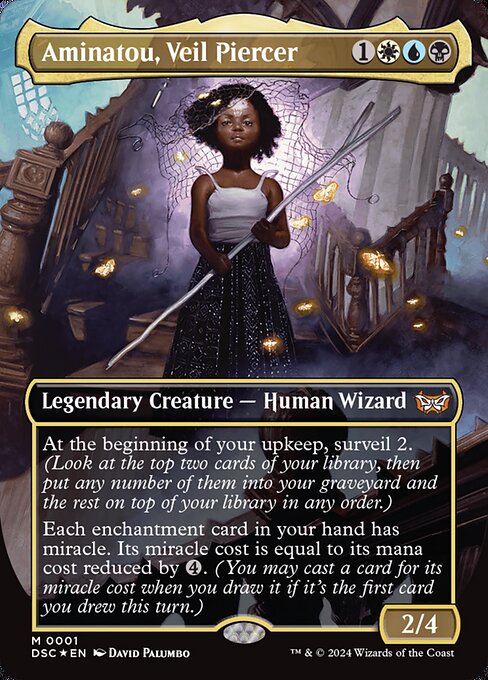 Aminatou, Veil Piercer 1
Legendary Creature — Human Wizard
At the beginning of your upkeep, surveil 2.
(Look at the top two cards of your library, then
put any number of them into your graveyard and
the rest on top of your library in any order.)
Each enchantment card in your hand has
miracle. Its miracle cost is equal to its mana
cost reduced by 4. (You may cast a card for its
miracle cost when you draw it if it's the first card
you drew this turn.)
2/4
M 0001
DSC★EN DAVID PALUMBO
™ & © 2024 Wizards of the Coast